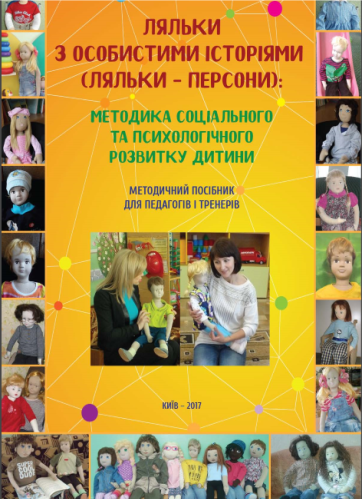 ЛЯЛЬКИ
З ОСОБИСТИМИ ІСТОРІЯМИ
(ЛЯЛЬКИ – ПЕРСОНИ):
МЕТОДИКА СОЦІАЛЬНОГО
ТА ПСИХОЛОГІЧНОГО
РОЗВИТКУ ДИТИНИ
МЕТОДИЧНИЙ ПОСІБНИК
ДЛЯ ПЕДАГОГІВ І ТРЕНЕРІВ
КИЇВ – 2017